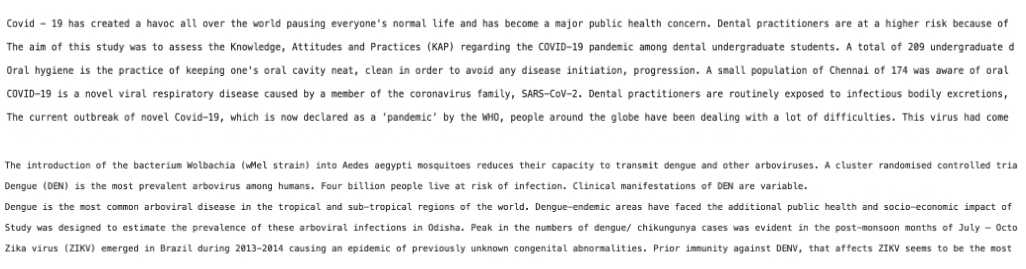 Covid – 19 has created a havoc all over the world pausing everyone's normal life and has become a major public health concern. Dental practitioners are at a higher risk because of
The aim of this study was to assess the Knowledge, Attitudes and Practices (KAP) regarding the COVID-19 pandemic among dental undergraduate students. A total of 209 undergraduate d
Oral hygiene is the practice of keeping one's oral cavity neat, clean in order to avoid any disease initiation, progression. A small population of Chennai of 174 was aware of oral
COVID-19 is a novel viral respiratory disease caused by a member of the coronavirus family, SARS-CoV-2. Dental practitioners are routinely exposed to infectious bodily excretions,
The current outbreak of novel Covid-19, which is now declared as a 'pandemic' by the WHO, people around the globe have been dealing with a lot of difficulties. This virus had come
The introduction of the bacterium Wolbachia (wMel strain) into Aedes aegypti mosquitoes reduces their capacity to transmit dengue and other arboviruses. A cluster randomised controlled tria
Dengue (DEN) is the most prevalent arbovirus among humans. Four billion people live at risk of infection. Clinical manifestations of DEN are variable.
Dengue is the most common arboviral disease in the tropical and sub-tropical regions of the world. Dengue-endemic areas have faced the additional public health and socio-economic impact of
Study was designed to estimate the prevalence of these arboviral infections in Odisha. Peak in the numbers of dengue/ chikungunya cases was evident in the post-monsoon months of July – Octo
Zika virus (ZIKV) emerged in Brazil during 2013-2014 causing an epidemic of previously unknown congenital abnormalities. Prior immunity against DENV, that affects ZIKV seems to be the most